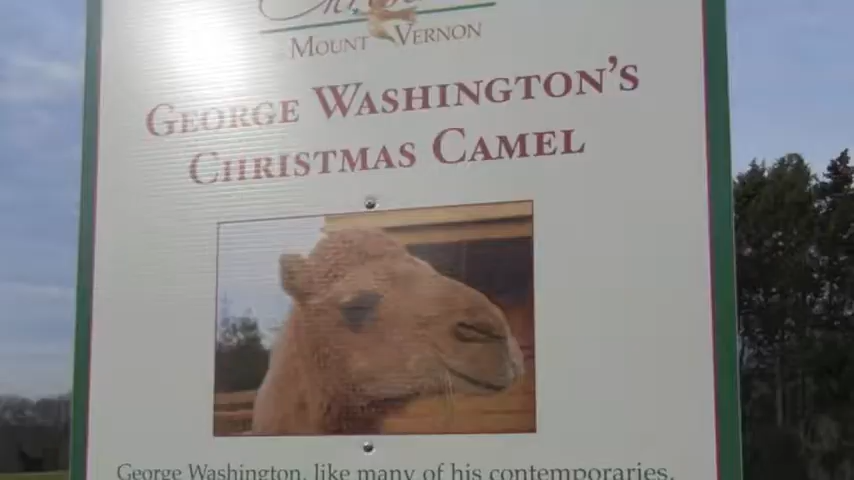 MOUNT VERNON
GEORGE WASHINGTON'S
CHRISTMAS CAMEL
George Washington, like many of his contemporaries,